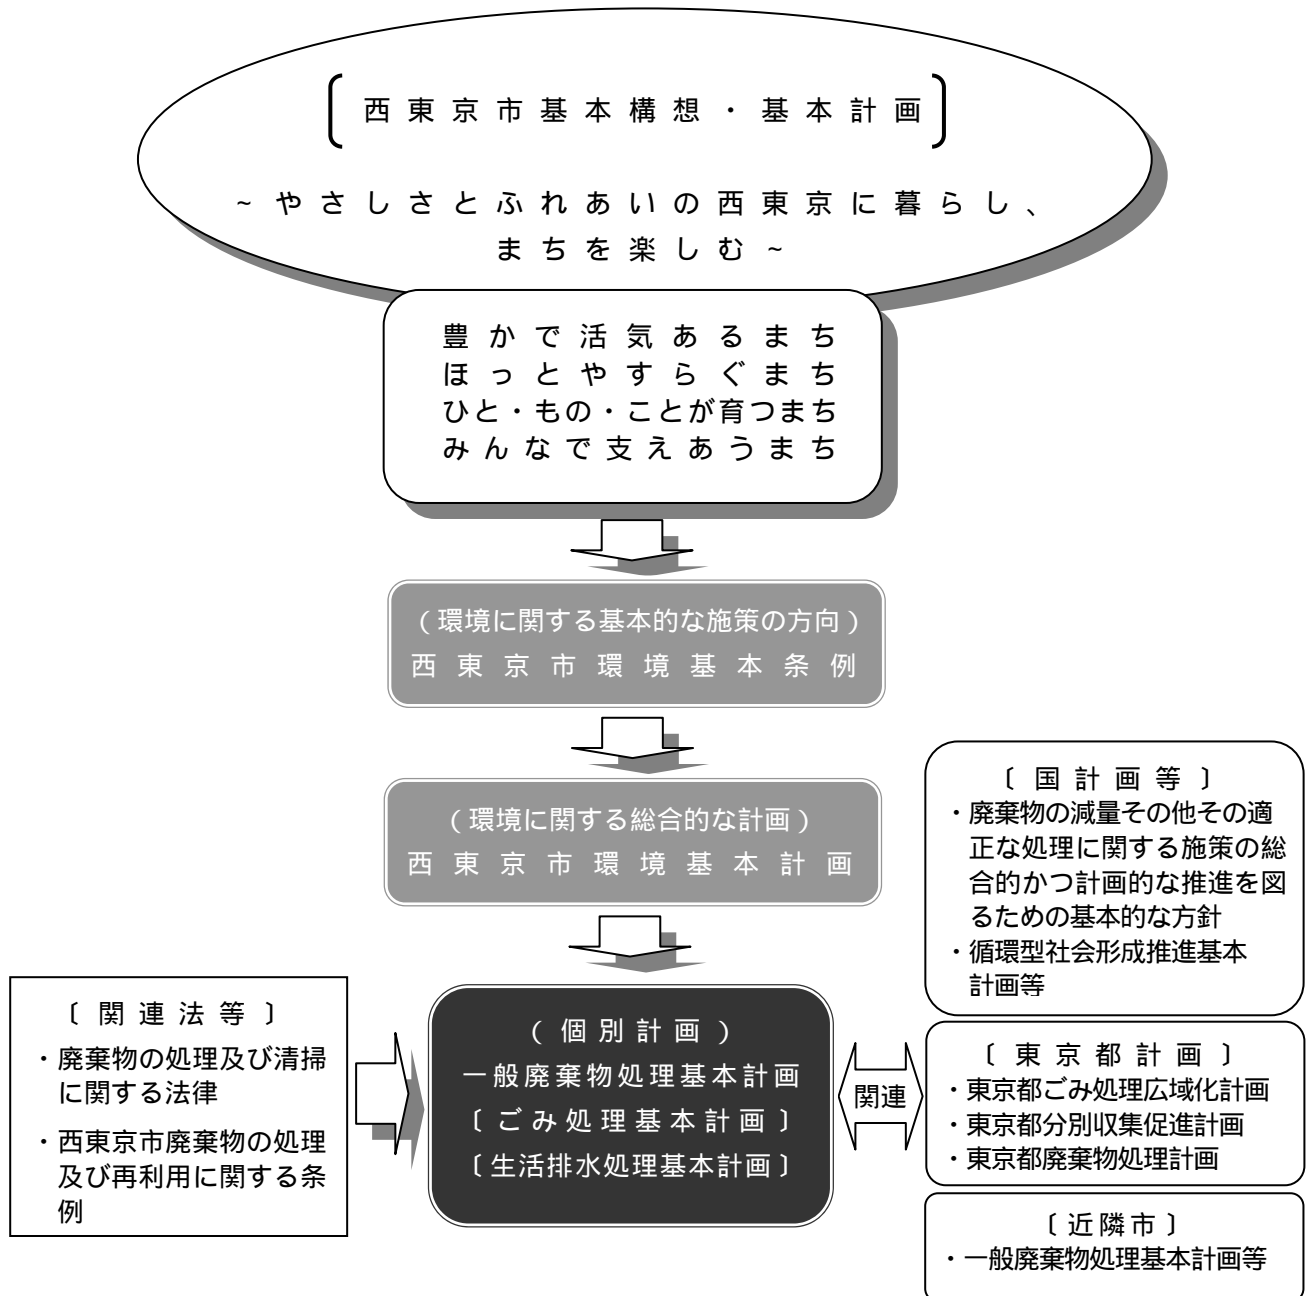 西東京市基本構想・基本計画
~やさしさとふれあいの西東京に暮らし、
まちを楽しむ~
豊かで活気あるまち
ほっとやすらぐまち
ひと・もの・ことが育つまち
みんなで支えあうまち
(環境に関する基本的な施策の方向)
西東京市環境基本条例
(環境に関する総合的な計画)
西東京市環境基本計画
〔関連法等〕
・廃棄物の処理及び清掃
に関する法律
・西東京市廃棄物の処理
及び再利用に関する条
例
(個別計画)
一般廃棄物処理基本計画
〔ごみ処理基本計画〕
〔生活排水処理基本計画〕
関連
〔国計画等〕
・廃棄物の減量その他その適
正な処理に関する施策の総
合的かつ計画的な推進を図
るための基本的な方針
・循環型社会形成推進基本
計画等
〔東京都計画〕
・東京都ごみ処理広域化計画
・東京都分別収集促進計画
・東京都廃棄物処理計画
〔近隣市〕
・一般廃棄物処理基本計画等